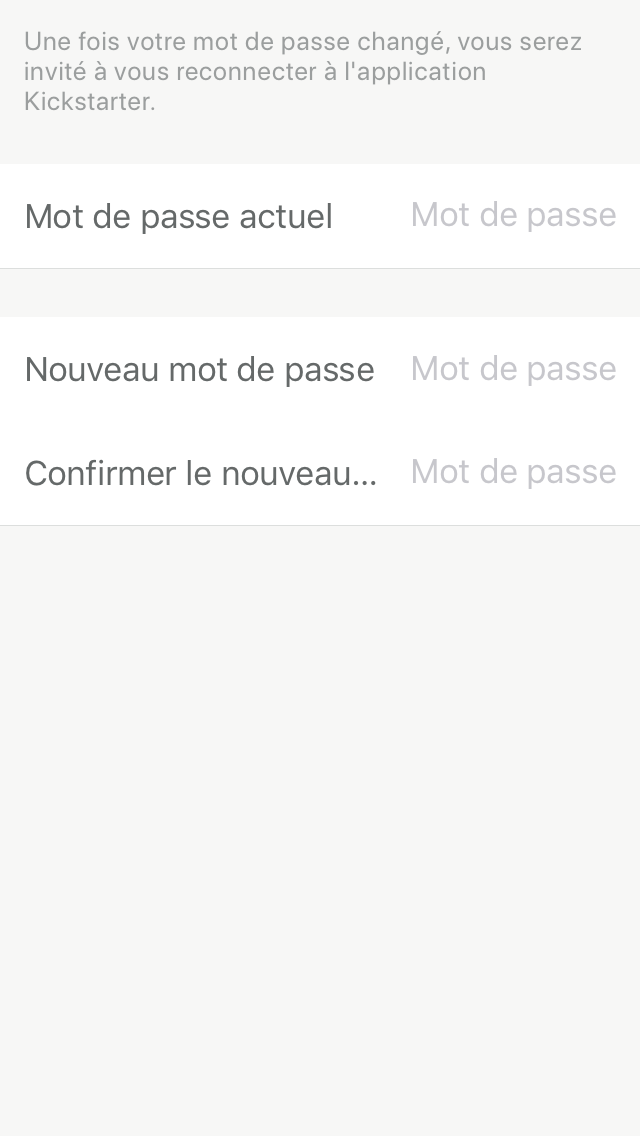 Une fois votre mot de passe changé, vous serez
invité à vous reconnecter à l'application
Kickstarter.
Mot de passe actuel Mot de passe
Nouveau mot de passe Mot de passe
Confirmer le nouveau... Mot de passe